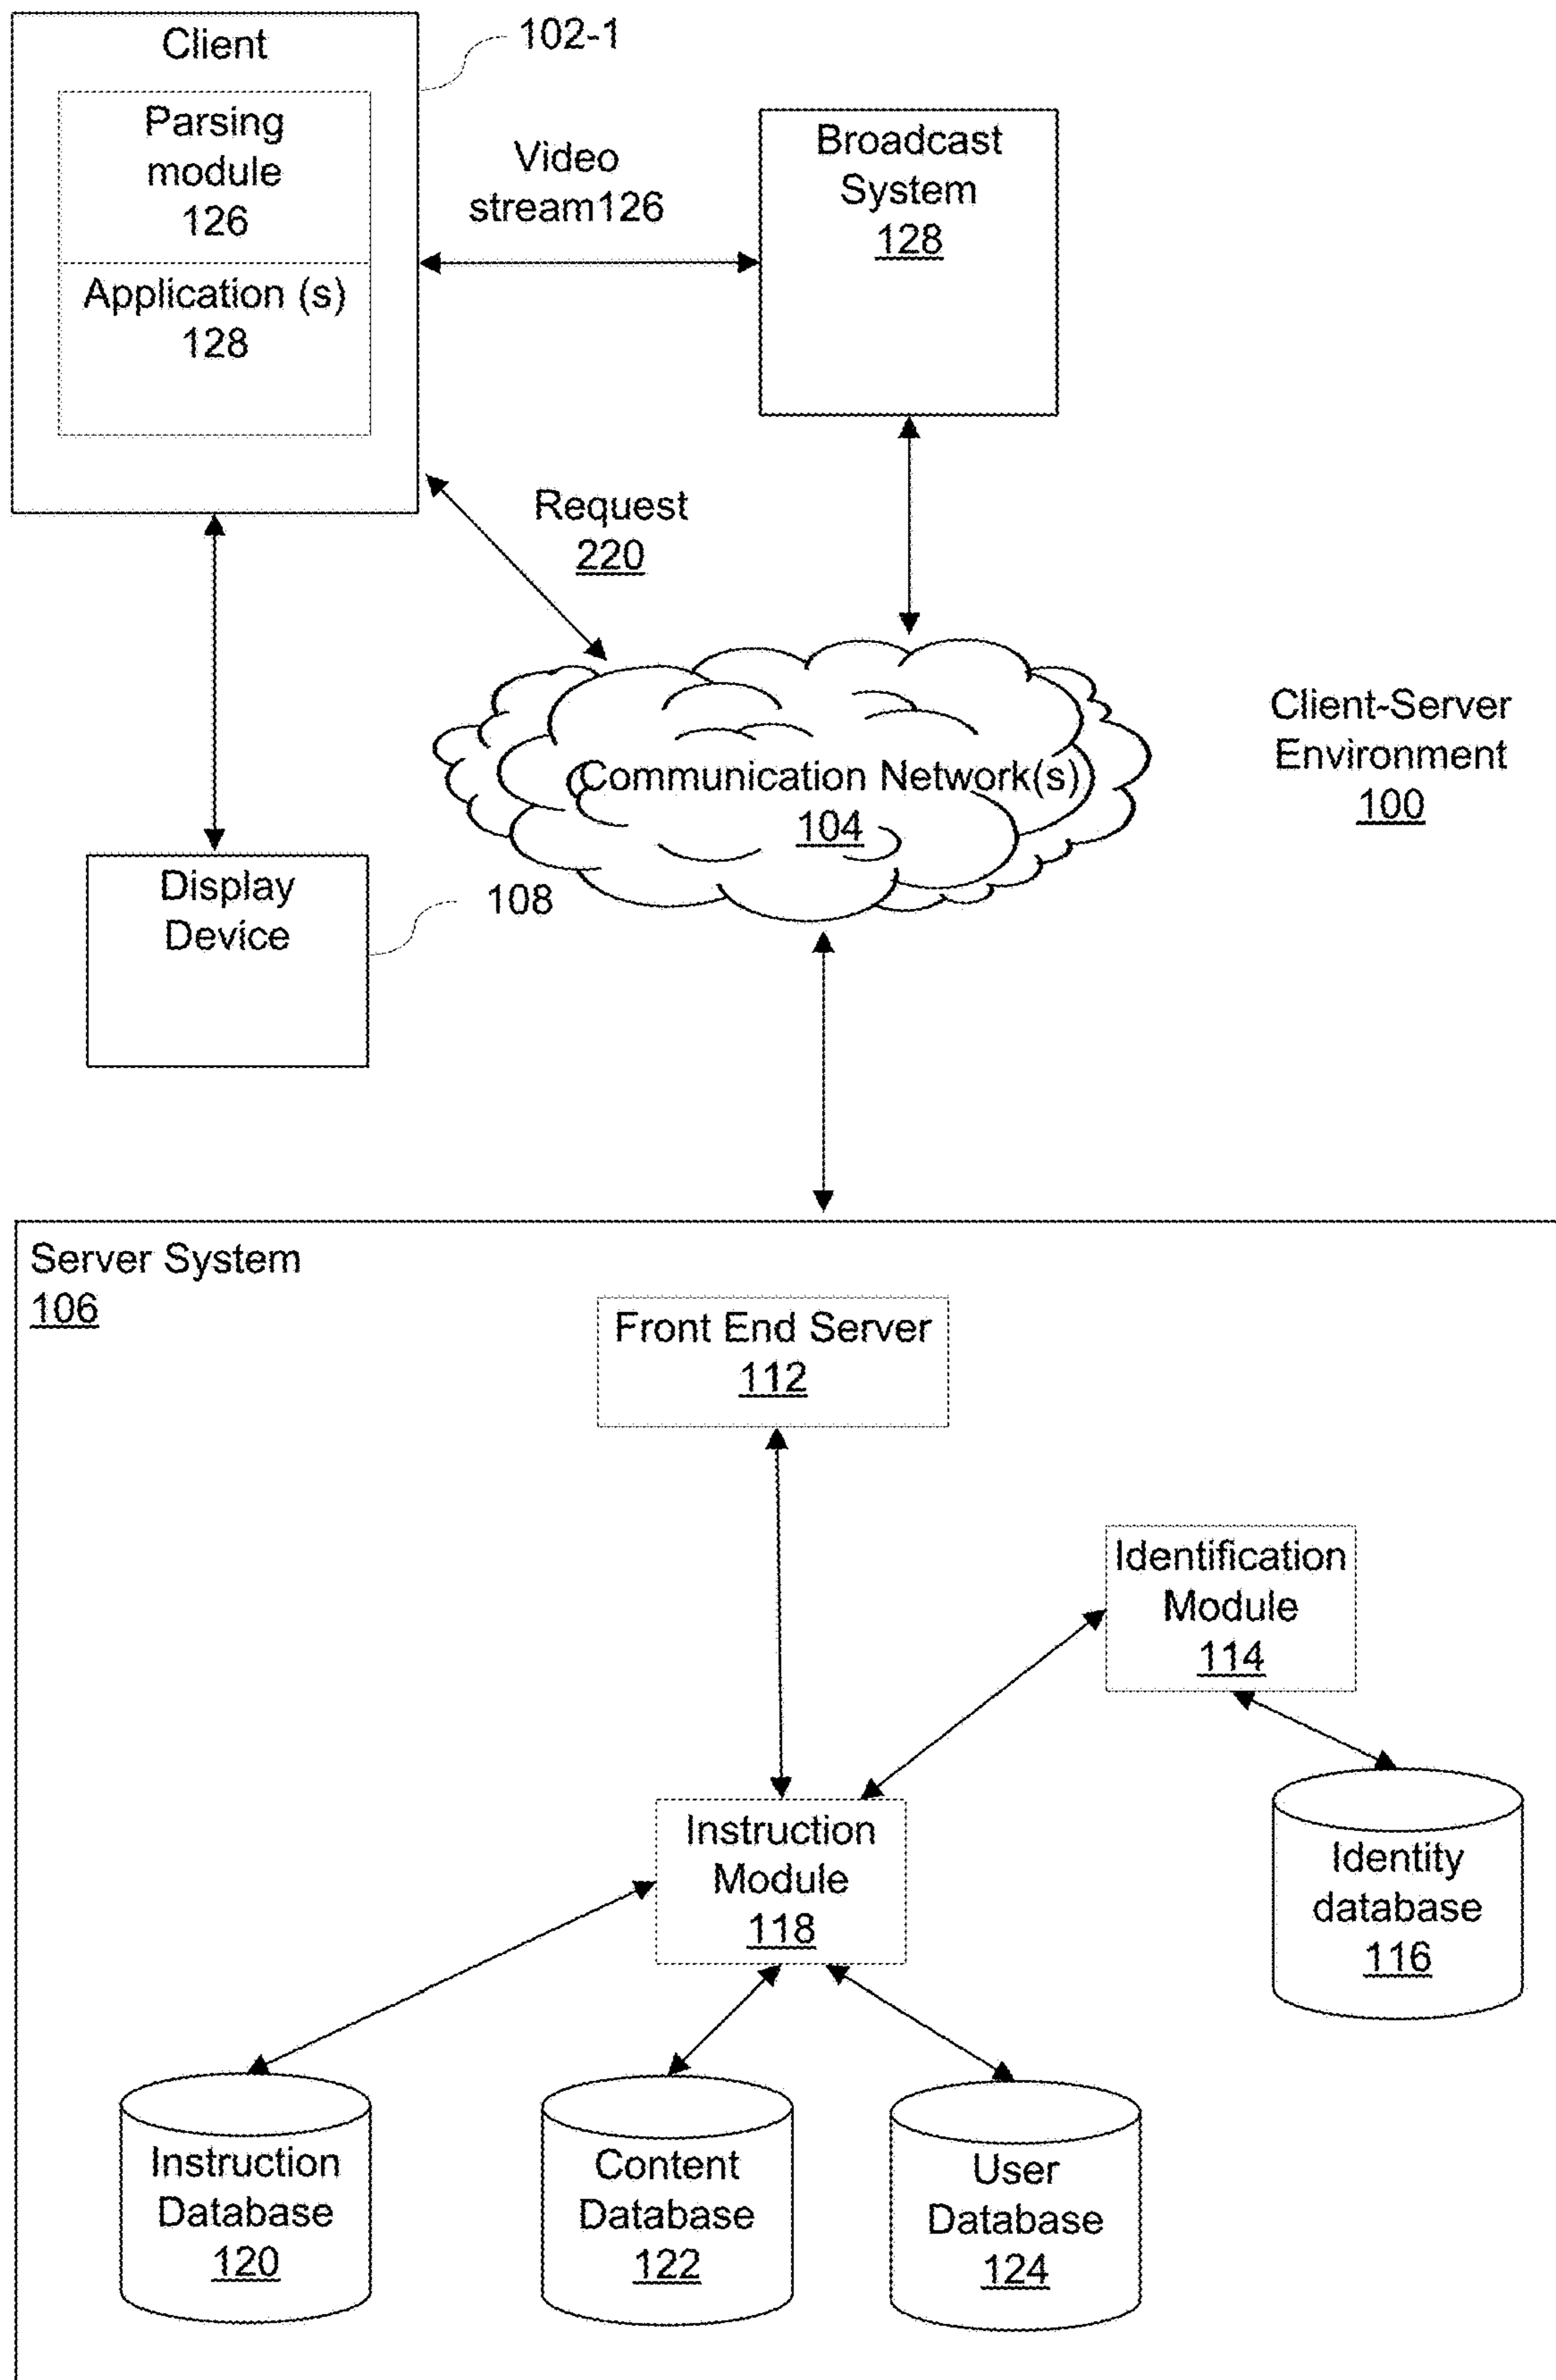 Client
102-1
Parsing
module
126
Application (s)
128
Video
stream126
Broadcast
System
128
Request
220
Communication Network(s)
104
Client-Server
Environment
100
Display
Device
108
Server System
106
Front End Server
112
Identification
Module
114
Identity
database
116
Instruction
Module
118
Instruction
Database
120
Content
Database
122
User
Database
124